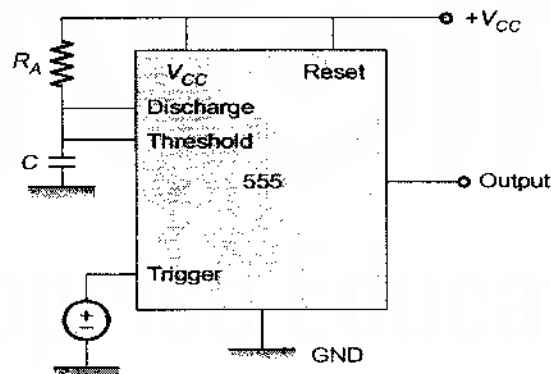 +V_CC
R_A
V_CC Reset
Discharge
Threshold
C
555
Output
Trigger
+
−
GND